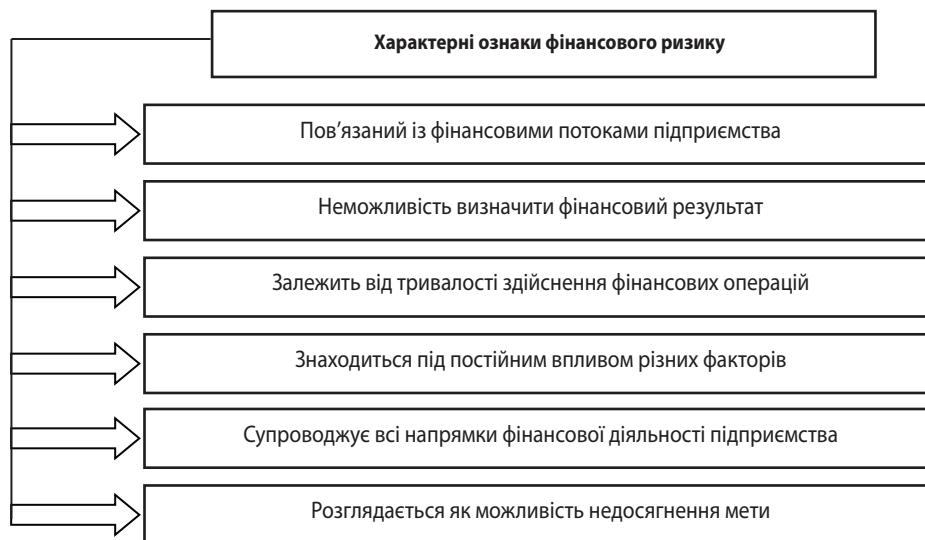 Характерні ознаки фінансового ризику
Пов’язаний із фінансовими потоками підприємства
Неможливість визначити фінансовий результат
Залежить від тривалості здійснення фінансових операцій
Знаходиться під постійним впливом різних факторів
Супроводжує всі напрямки фінансової діяльності підприємства
Розглядається як можливість недосягнення мети